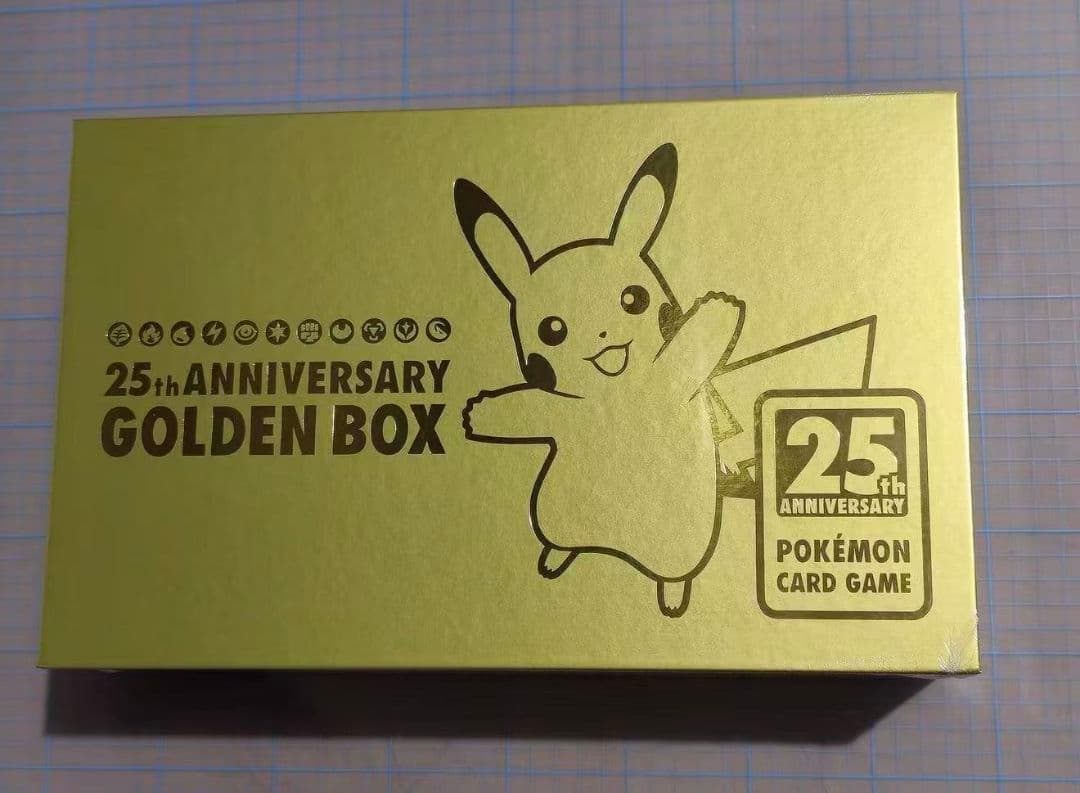 25th ANNIVERSARY
GOLDEN BOX
25th
ANNIVERSARY
POKÉMON
CARD GAME